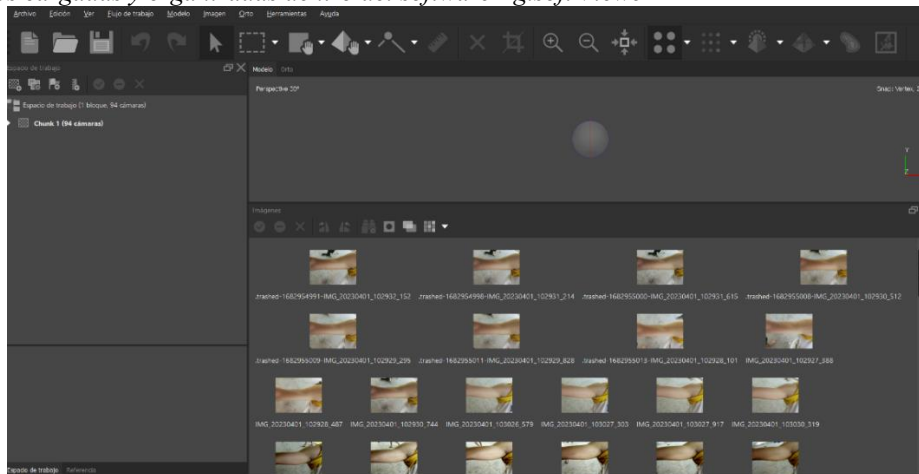 Archivo Edición Ver Flujo de trabajo Modelo Imagen Orto Herramientas Ayuda
Espacio de trabajo
Modelo Orto
Perspective 30°
Snap: Vertex,
Espacio de trabajo (1 bloque, 94 cámaras)
Chunk 1 (94 cámaras)
Y
Z
Imágenes
.trashed-1682954991-IMG_20230401_102932_152 .trashed-1682954998-IMG_20230401_102931_214 .trashed-1682955000-IMG_20230401_102931_615 .trashed-1682955008-IMG_20230401_102930_512
.trashed-1682955009-IMG_20230401_102929_295 .trashed-1682955011-IMG_20230401_102929_828 .trashed-1682955013-IMG_20230401_102928_101 IMG_20230401_102927_388
IMG_20230401_102928_487 IMG_20230401_102930_744 IMG_20230401_103026_579 IMG_20230401_103027_303 IMG_20230401_103027_917 IMG_20230401_103030_319
Espacio de trabajo Referencia